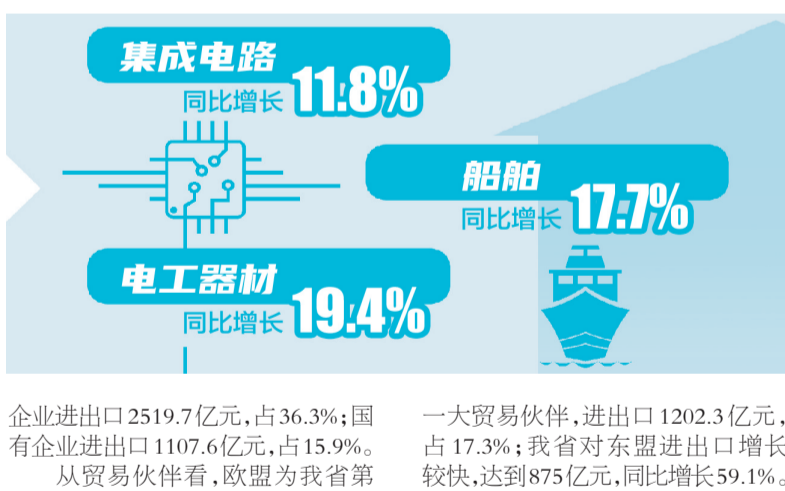 集成电路
同比增长 11.8%
船舶
同比增长 17.7%
电工器材
同比增长 19.4%
企业进出口2519.7亿元,占36.3%;国
有企业进出口1107.6亿元,占15.9%。
从贸易伙伴看,欧盟为我省第
一大贸易伙伴,进出口1202.3亿元,
占17.3%;我省对东盟进出口增长
较快,达到875亿元,同比增长59.1%。